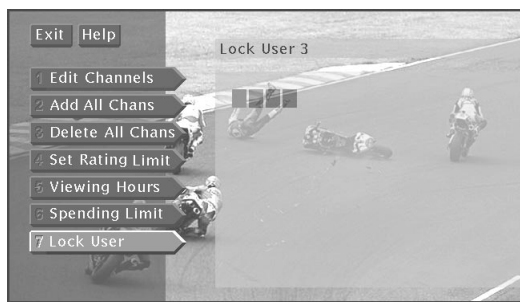 Exit Help
Lock User 3
1 Edit Channels
2 Add All Chans
3 Delete All Chans
4 Set Rating Limit
5 Viewing Hours
6 Spending Limit
7 Lock User